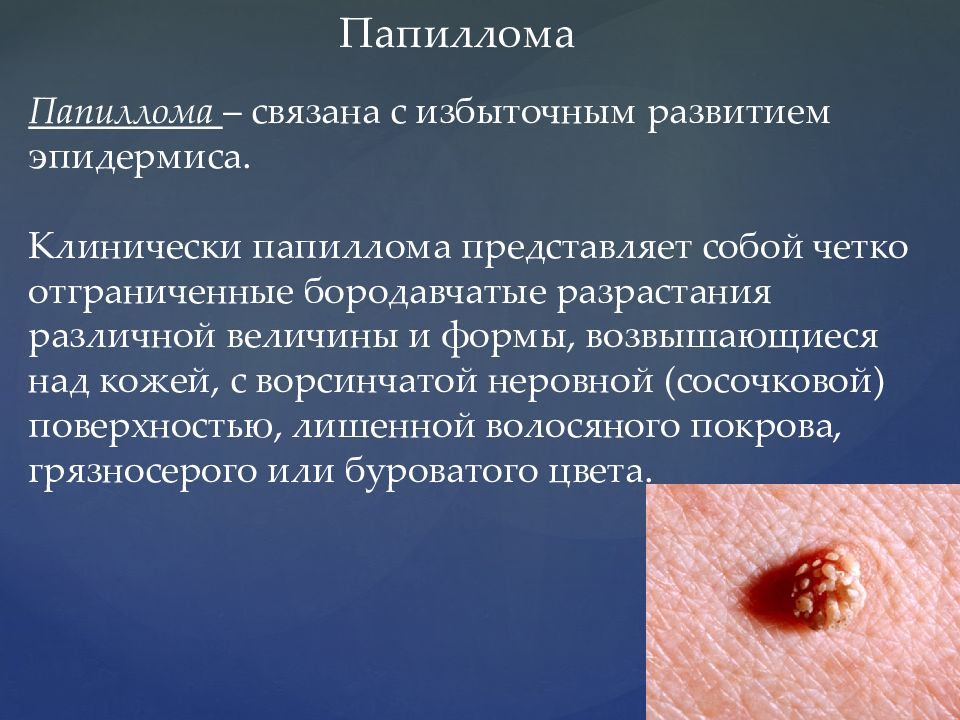 Папиллома
Папиллома – связана с избыточным развитием
эпидермиса.
Клинически папиллома представляет собой четко
отграниченные бородавчатые разрастания
различной величины и формы, возвышающиеся
над кожей, с ворсинчатой неровной (сосочковой)
поверхностью, лишенной волосяного покрова,
грязносерого или буроватого цвета.